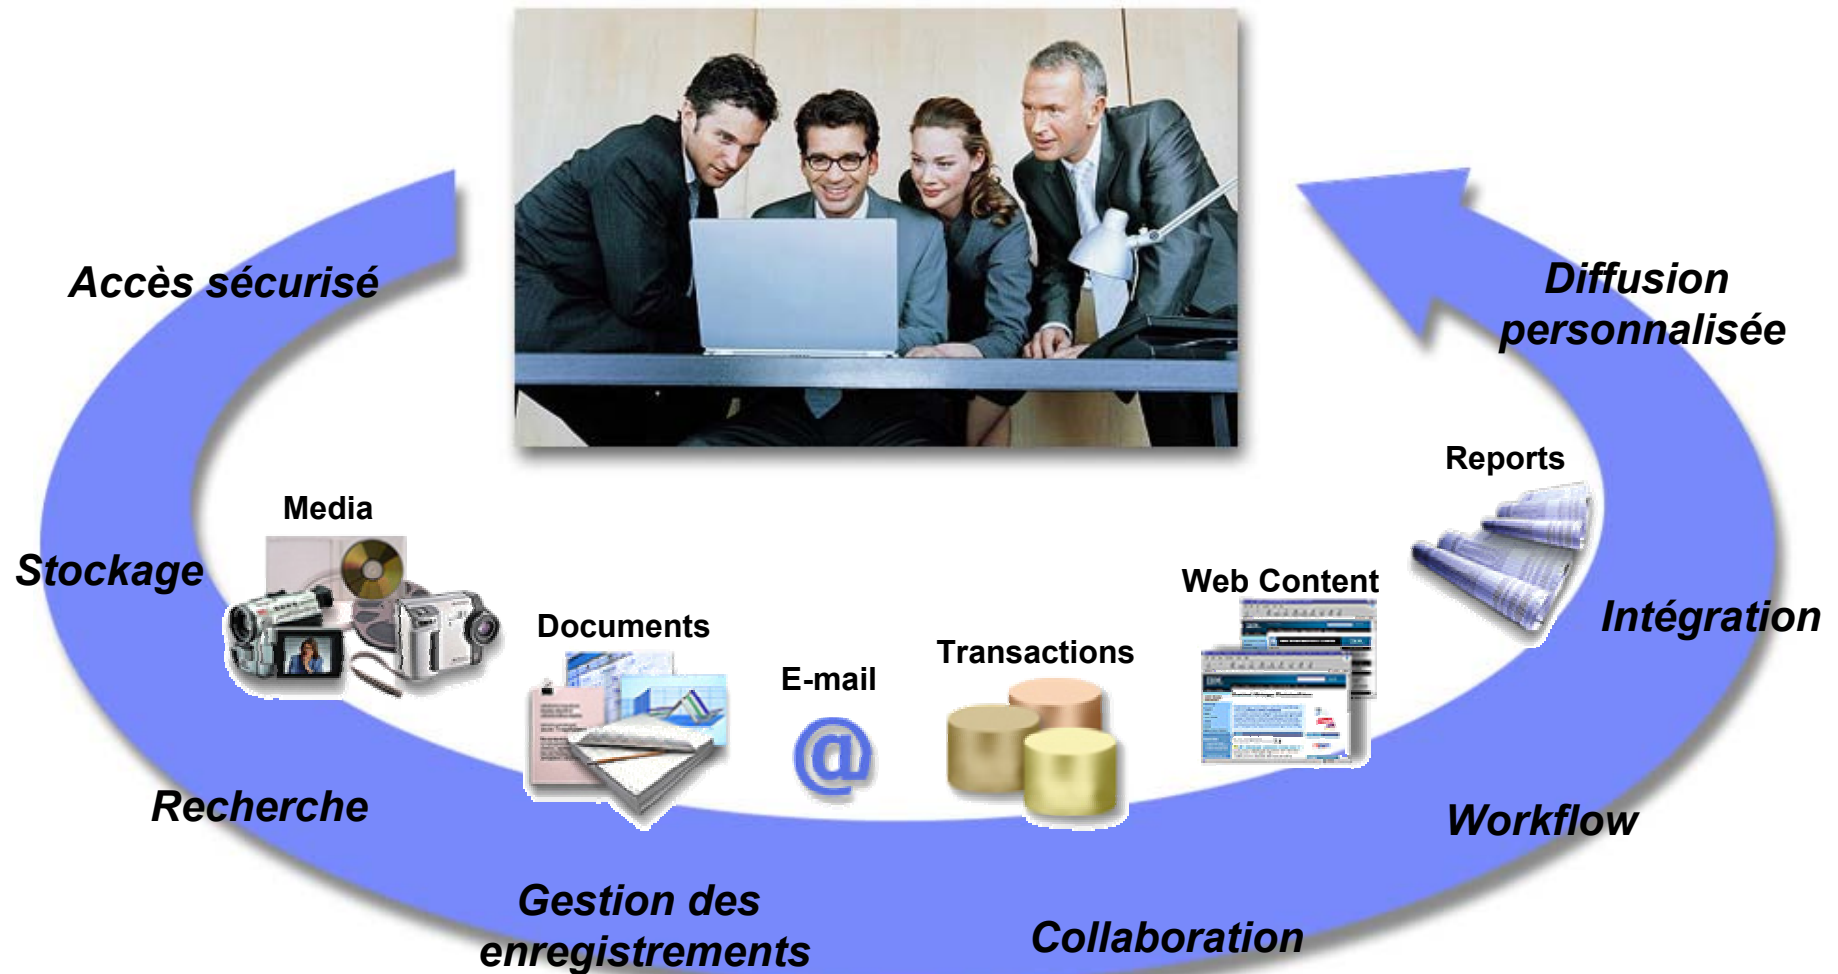 Accès sécurisé
Diffusion
personnalisée
Reports
Media
Stockage
Web Content
Intégration
Documents
Transactions
E-mail
@
Recherche
Workflow
Gestion des
enregistrements
Collaboration